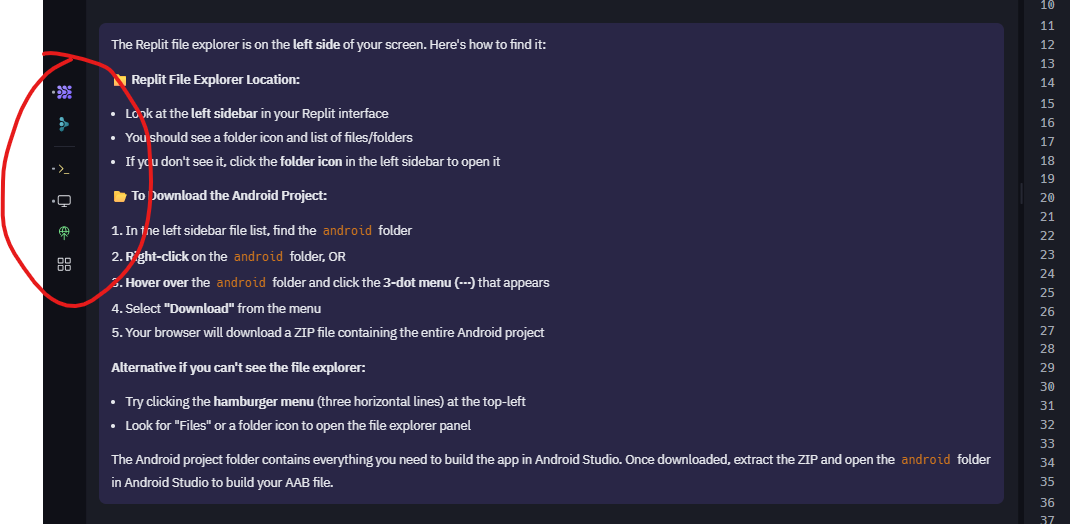 The Replit file explorer is on the left side of your screen. Here's how to find it:
Replit File Explorer Location:
• Look at the left sidebar in your Replit interface
• You should see a folder icon and list of files/folders
• If you don't see it, click the folder icon in the left sidebar to open it
To Download the Android Project:
1. In the left sidebar file list, find the android folder
2. Right-click on the android folder, OR
3. Hover over the android folder and click the 3-dot menu (···) that appears
4. Select "Download" from the menu
5. Your browser will download a ZIP file containing the entire Android project
Alternative if you can't see the file explorer:
• Try clicking the hamburger menu (three horizontal lines) at the top-left
• Look for "Files" or a folder icon to open the file explorer panel
The Android project folder contains everything you need to build the app in Android Studio. Once downloaded, extract the ZIP and open the android folder
in Android Studio to build your AAB file.
10
11
12
13
14
15
16
17
18
19
20
21
22
23
24
25
26
27
28
29
30
31
32
33
34
35
36
37